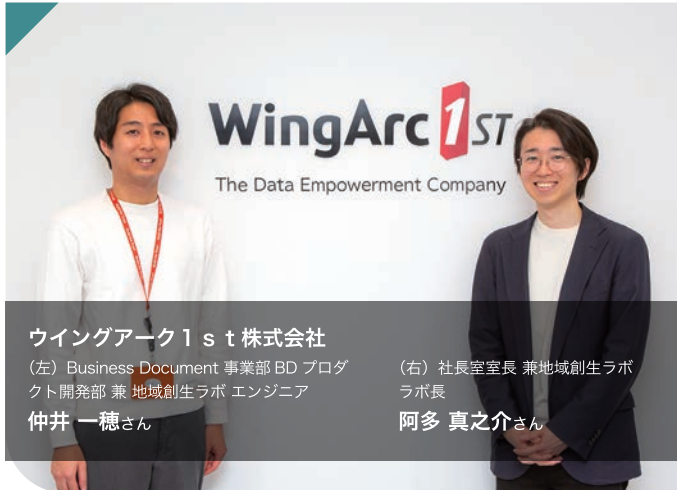 WingArc 1ST
The Data Empowerment Company
ウイングアーク１ｓｔ株式会社
（左）Business Document 事業部 BD プロダ
クト開発部 兼 地域創生ラボ エンジニア
仲井 一穂さん
（右）社長室室長 兼地域創生ラボ
ラボ長
阿多 真之介さん